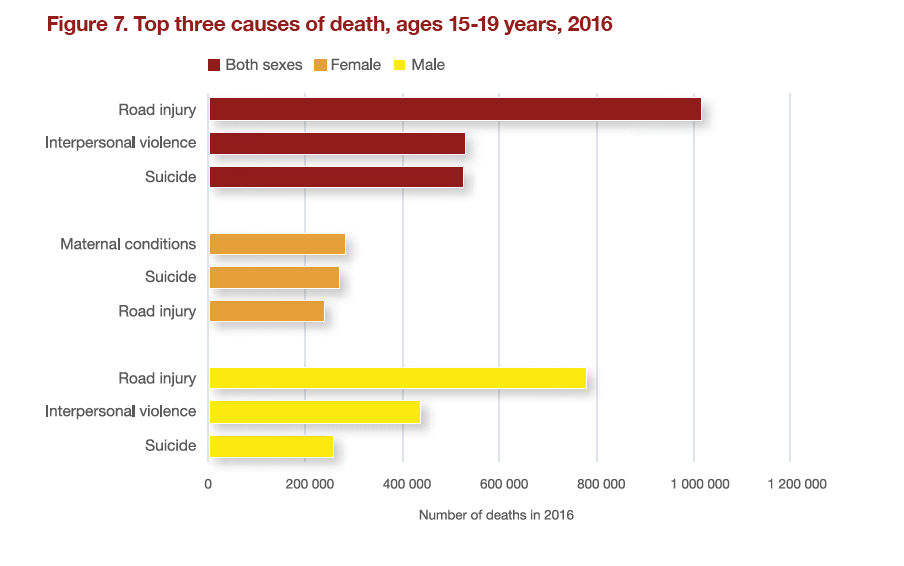 Figure 7. Top three causes of death, ages 15-19 years, 2016
Both sexes Female Male
Road injury
Interpersonal violence
Suicide
Maternal conditions
Suicide
Road injury
Road injury
Interpersonal violence
Suicide
0 200 000 400 000 600 000 800 000 1 000 000 1 200 000
Number of deaths in 2016